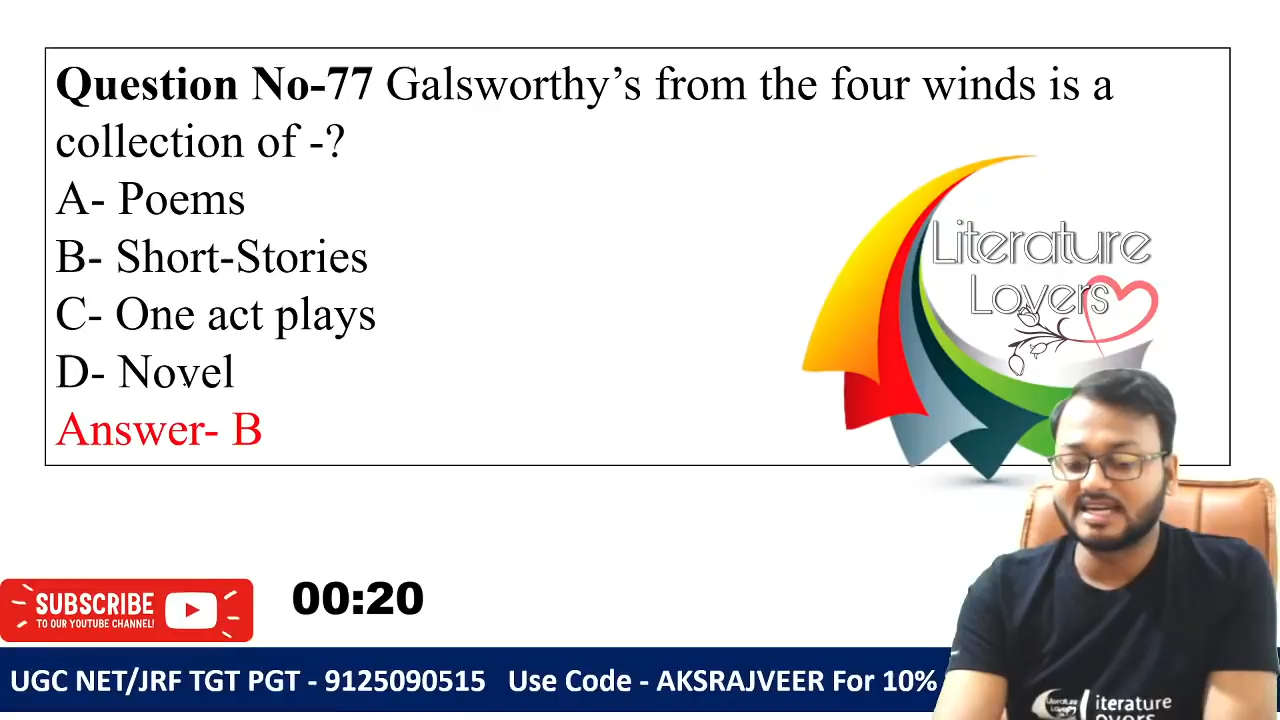 Question No-77 Galsworthy’s from the four winds is a
collection of -?
A- Poems
B- Short-Stories
C- One act plays
D- Novel
Answer- B
Literature
Lovers
SUBSCRIBE
TO OUR YOUTUBE CHANNEL!
00:20
UGC NET/JRF TGT PGT - 9125090515 Use Code - AKSRAJVEER For 10%
iterature